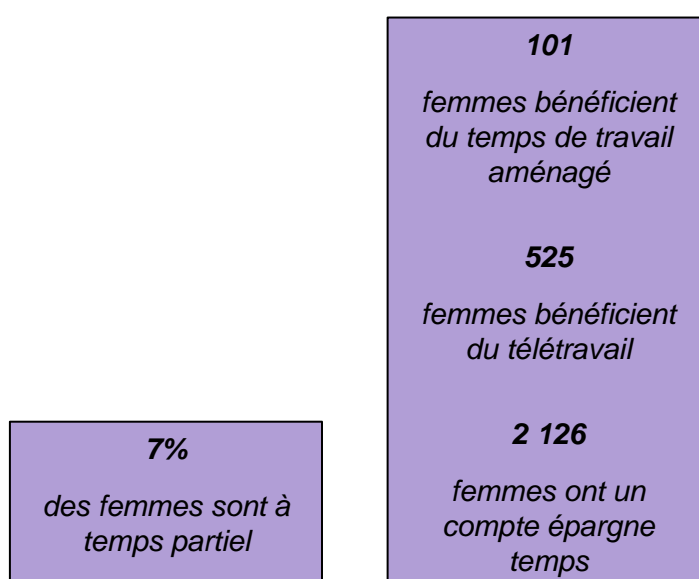 101
femmes bénéficient
du temps de travail
aménagé
525
femmes bénéficient
du télétravail
2 126
femmes ont un
compte épargne
temps
7%
des femmes sont à
temps partiel